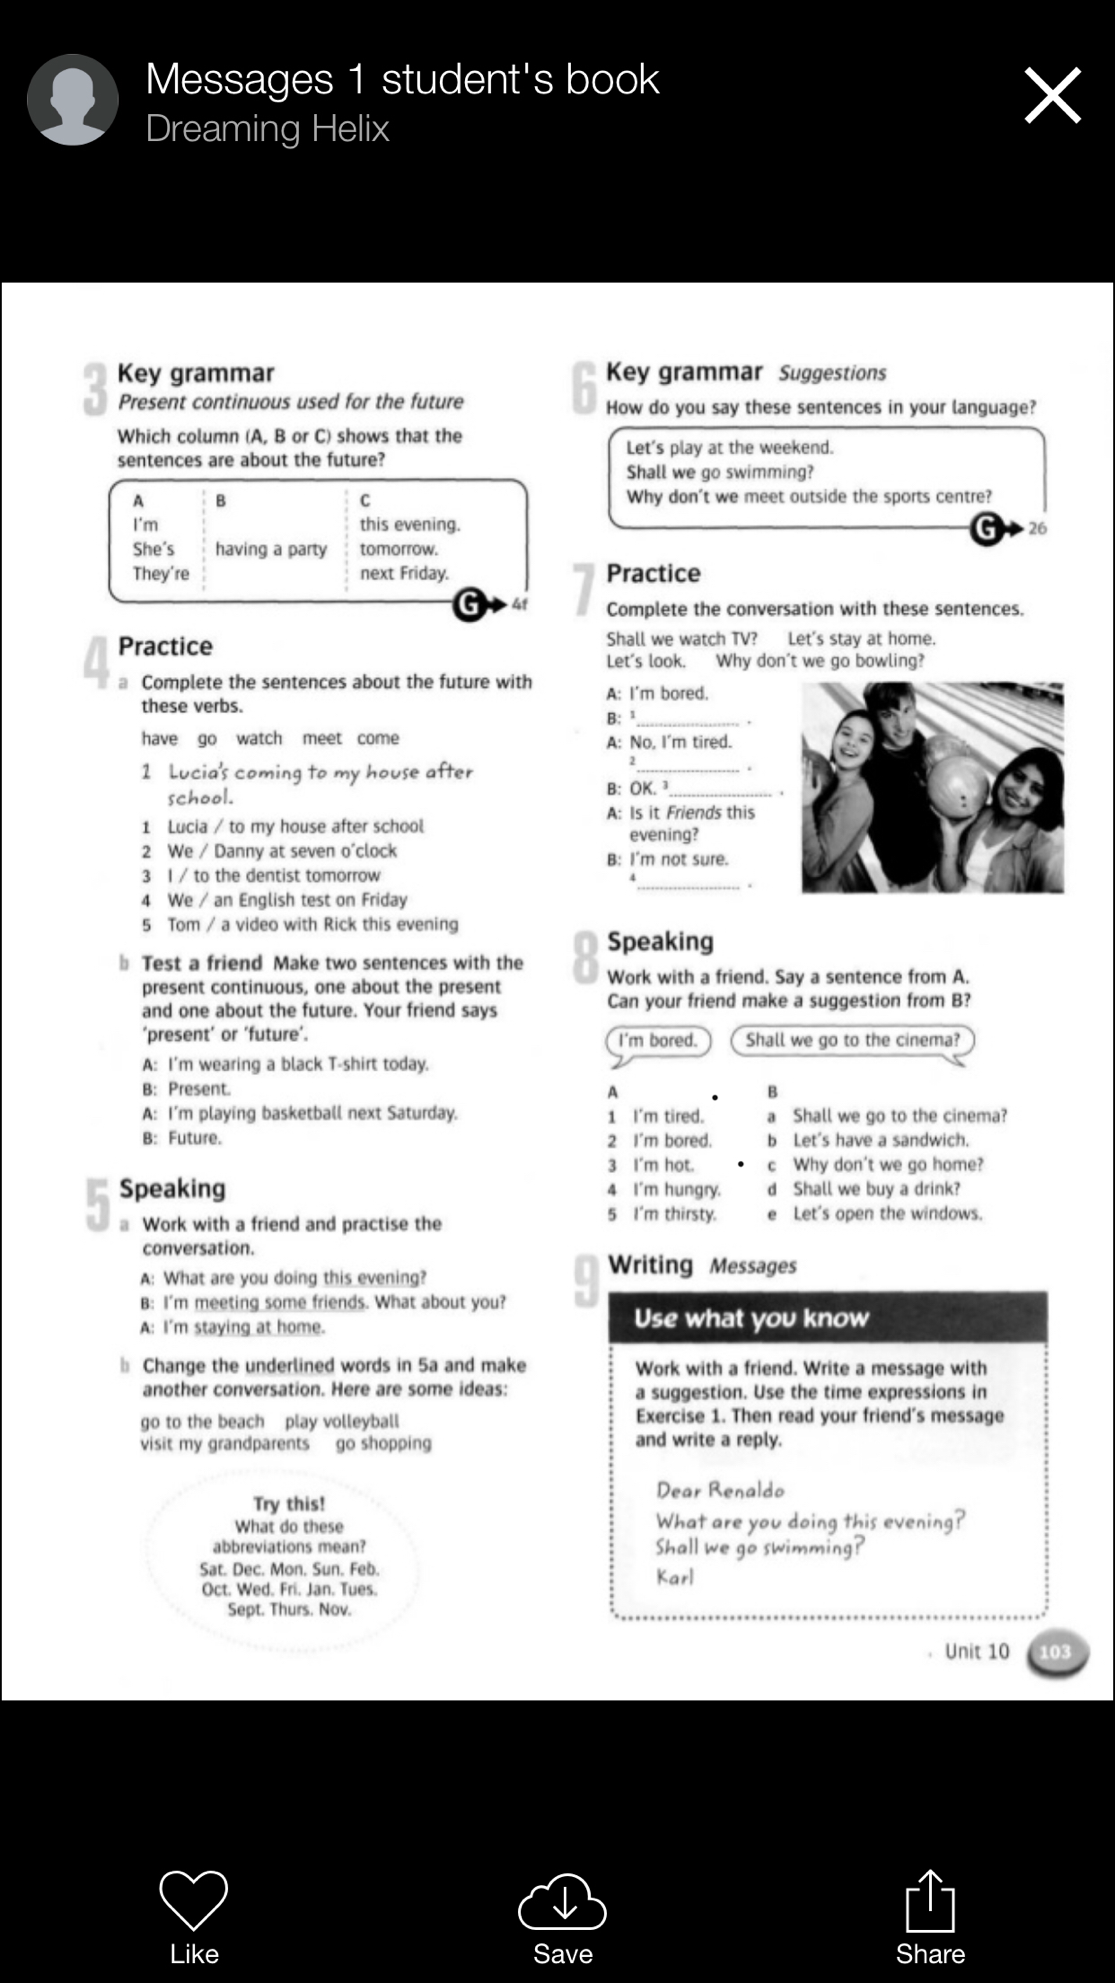 Messages 1 student's book
Dreaming Helix
3 Key grammar
Present continuous used for the future
Which column (A, B or C) shows that the
sentences are about the future?
A B C
I'm this evening.
She's having a party tomorrow.
They're next Friday.
G 4f
4 Practice
a Complete the sentences about the future with
these verbs.
have go watch meet come
1 Lucia's coming to my house after
school.
1 Lucia / to my house after school
2 We / Danny at seven o'clock
3 I / to the dentist tomorrow
4 We / an English test on Friday
5 Tom / a video with Rick this evening
b Test a friend Make two sentences with the
present continuous, one about the present
and one about the future. Your friend says
'present' or 'future'.
A: I'm wearing a black T-shirt today.
B: Present.
A: I'm playing basketball next Saturday.
B: Future.
5 Speaking
a Work with a friend and practise the
conversation.
A: What are you doing this evening?
B: I'm meeting some friends. What about you?
A: I'm staying at home.
b Change the underlined words in 5a and make
another conversation. Here are some ideas:
go to the beach play volleyball
visit my grandparents go shopping
Try this!
What do these
abbreviations mean?
Sat. Dec. Mon. Sun. Feb.
Oct. Wed. Fri. Jan. Tues.
Sept. Thurs. Nov.
6 Key grammar Suggestions
How do you say these sentences in your language?
Let's play at the weekend.
Shall we go swimming?
Why don't we meet outside the sports centre?
G 26
7 Practice
Complete the conversation with these sentences.
Shall we watch TV? Let's stay at home.
Let's look. Why don't we go bowling?
A: I'm bored.
B: 1 .................... .
A: No, I'm tired.
2 .................... .
B: OK. 3 .................... .
A: Is it Friends this
evening?
B: I'm not sure.
4 .................... .
8 Speaking
Work with a friend. Say a sentence from A.
Can your friend make a suggestion from B?
I'm bored. Shall we go to the cinema?
A B
1 I'm tired. a Shall we go to the cinema?
2 I'm bored. b Let's have a sandwich.
3 I'm hot. c Why don't we go home?
4 I'm hungry. d Shall we buy a drink?
5 I'm thirsty. e Let's open the windows.
9 Writing Messages
Use what you know
Work with a friend. Write a message with
a suggestion. Use the time expressions in
Exercise 1. Then read your friend's message
and write a reply.
Dear Renaldo
What are you doing this evening?
Shall we go swimming?
Karl
Unit 10 103
Like Save Share